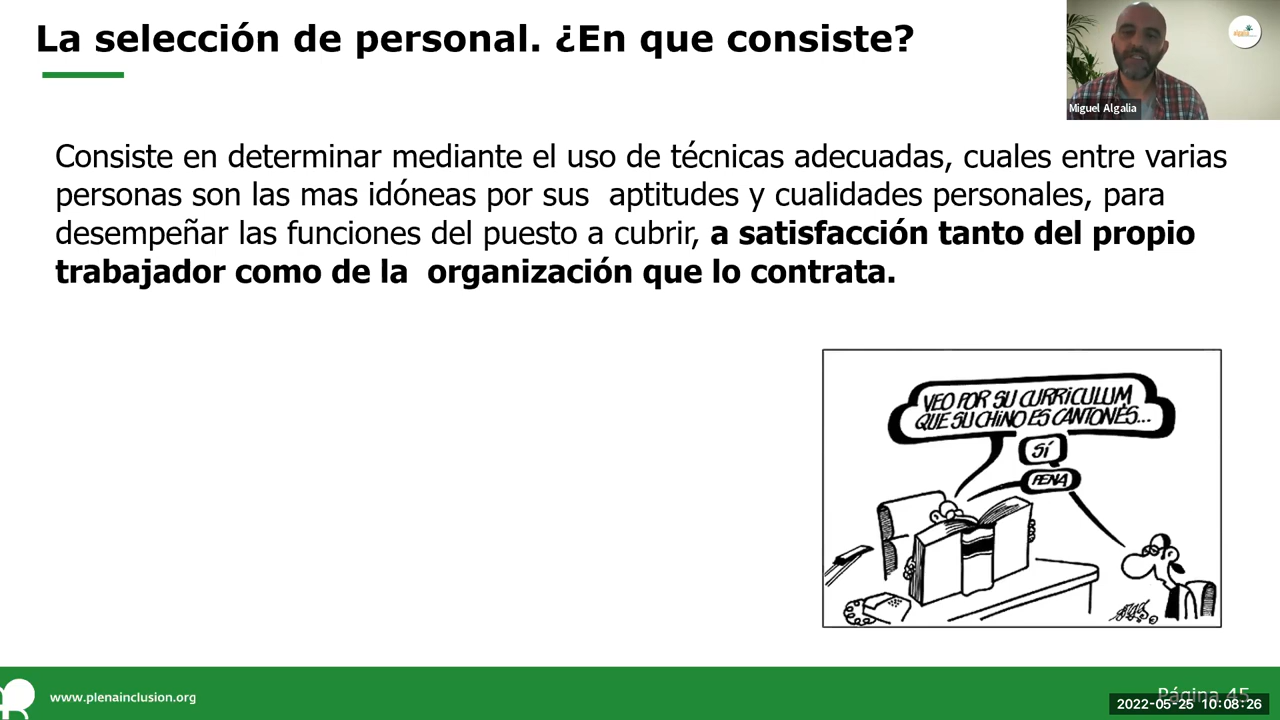 La selección de personal. ¿En que consiste?
algalia
Miguel Algalia
Consiste en determinar mediante el uso de técnicas adecuadas, cuales entre varias
personas son las mas idóneas por sus  aptitudes y cualidades personales, para
desempeñar las funciones del puesto a cubrir, a satisfacción tanto del propio
trabajador como de la  organización que lo contrata.
VEO POR SU CURRiCULUM
QUE SU CHiNO ES CANTONÉS...
SÍ
PENA
www.plenainclusion.org
Página 45
2022-05-25 10:08:26